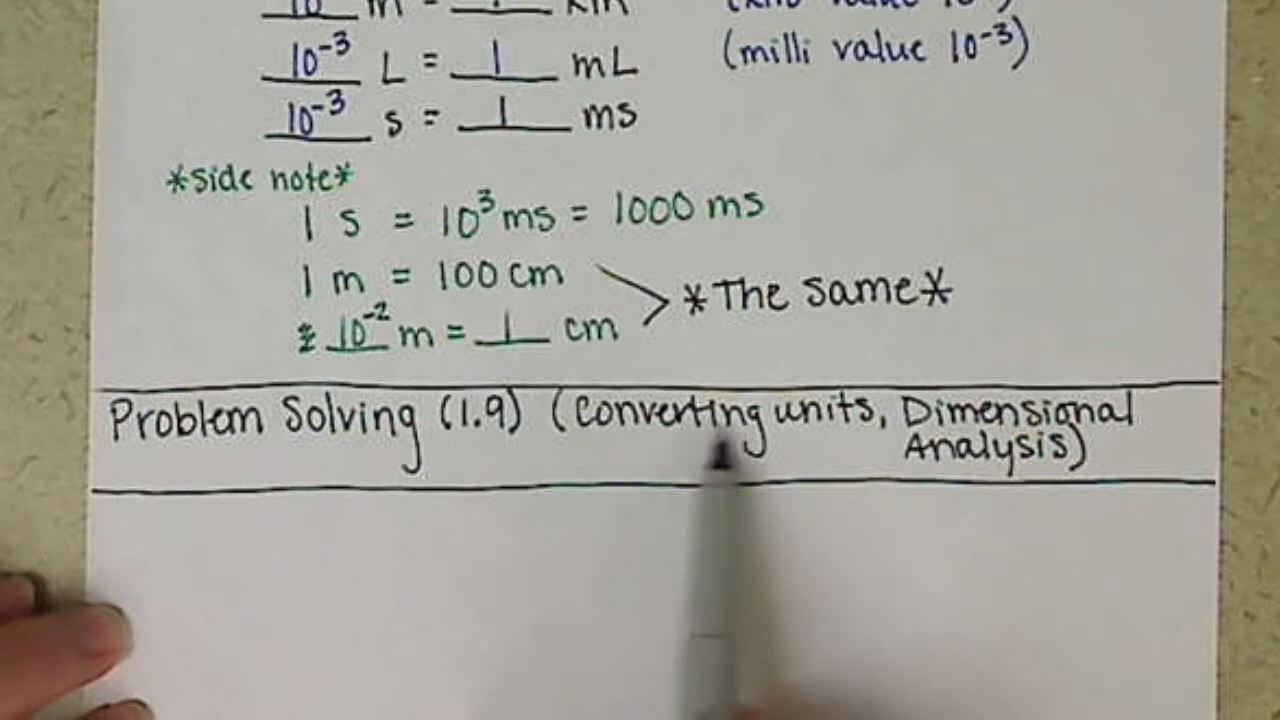 m = km
10⁻³ L = 1 mL (milli value 10⁻³)
10⁻³ s = 1 ms
*side note*
1 s = 10³ ms = 1000 ms
1 m = 100 cm
10⁻² m = 1 cm
*The same*
Problem Solving (1.9) (Converting units, Dimensional
Analysis)